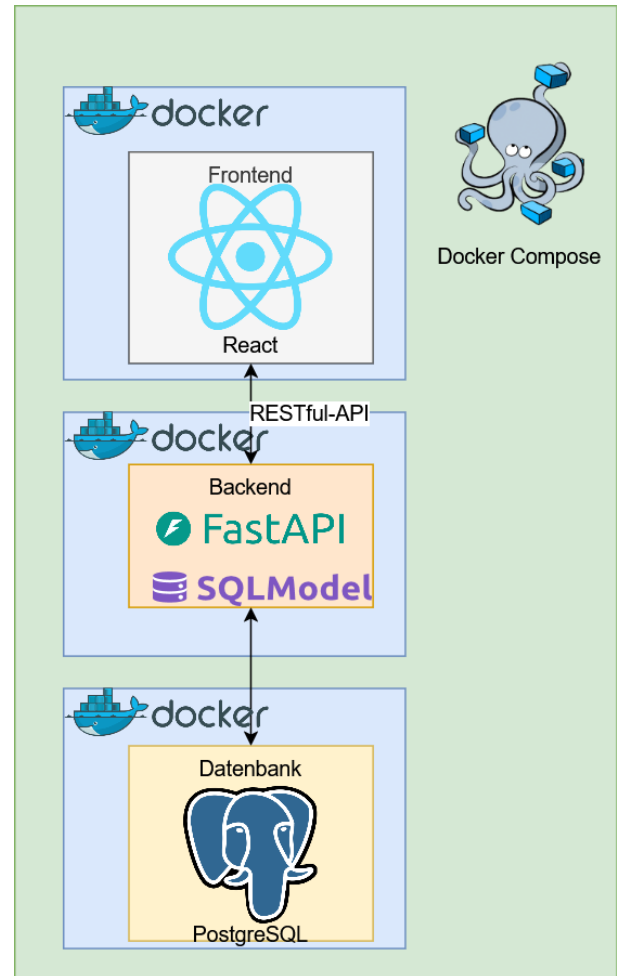 docker
Frontend
React
Docker Compose
RESTful-API
docker
Backend
FastAPI
SQLModel
docker
Datenbank
PostgreSQL